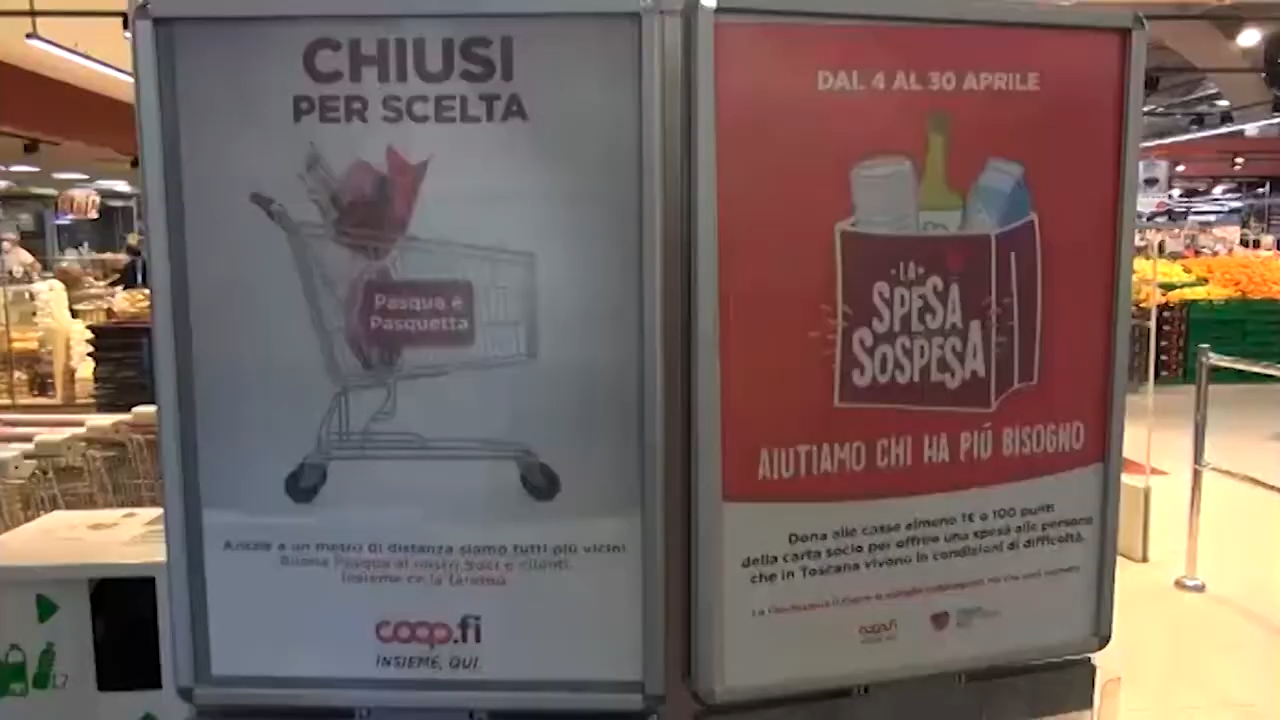 CHIUSI
PER SCELTA
Pasqua e
Pasquetta
Anche a un metro di distanza siamo tutti più vicini.
Buona Pasqua ai nostri Soci e clienti.
Insieme ce la faremo.
coop.fi
INSIEME, QUI.
DAL 4 AL 30 APRILE
LA
SPESA
SOSPESA
AIUTIAMO CHI HA PIÚ BISOGNO
Dona alle casse almeno 1€ o 100 punti
della carta socio per offrire una spesa alle persone
che in Toscana vivono in condizioni di difficoltà.
coop.fi